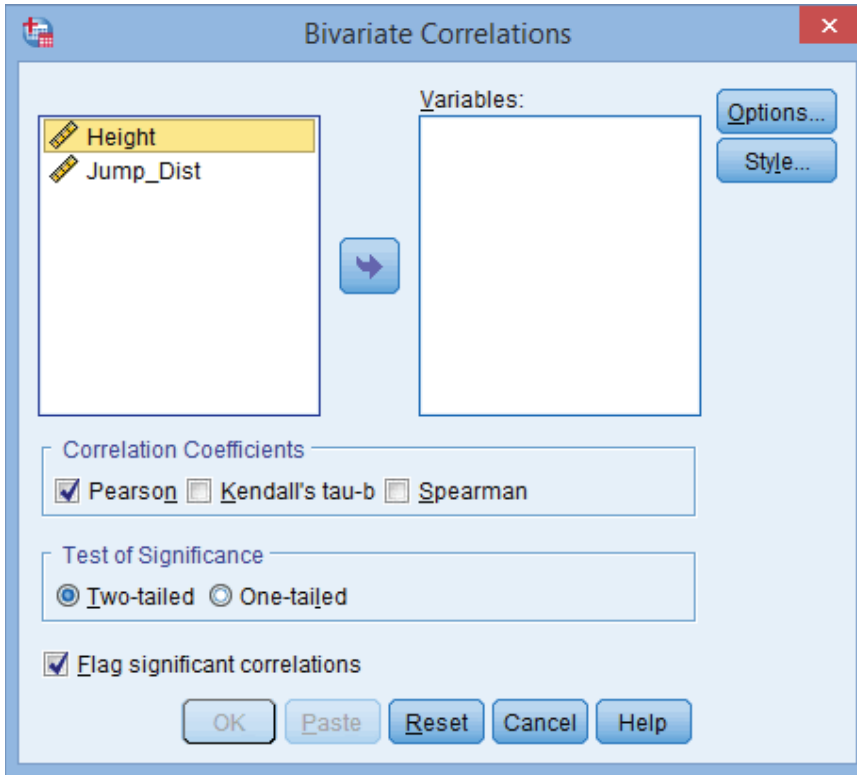 Bivariate Correlations
Variables:
Height
Jump_Dist
Options...
Style...
Correlation Coefficients
Pearson Kendall's tau-b Spearman
Test of Significance
Two-tailed One-tailed
Flag significant correlations
OK Paste Reset Cancel Help